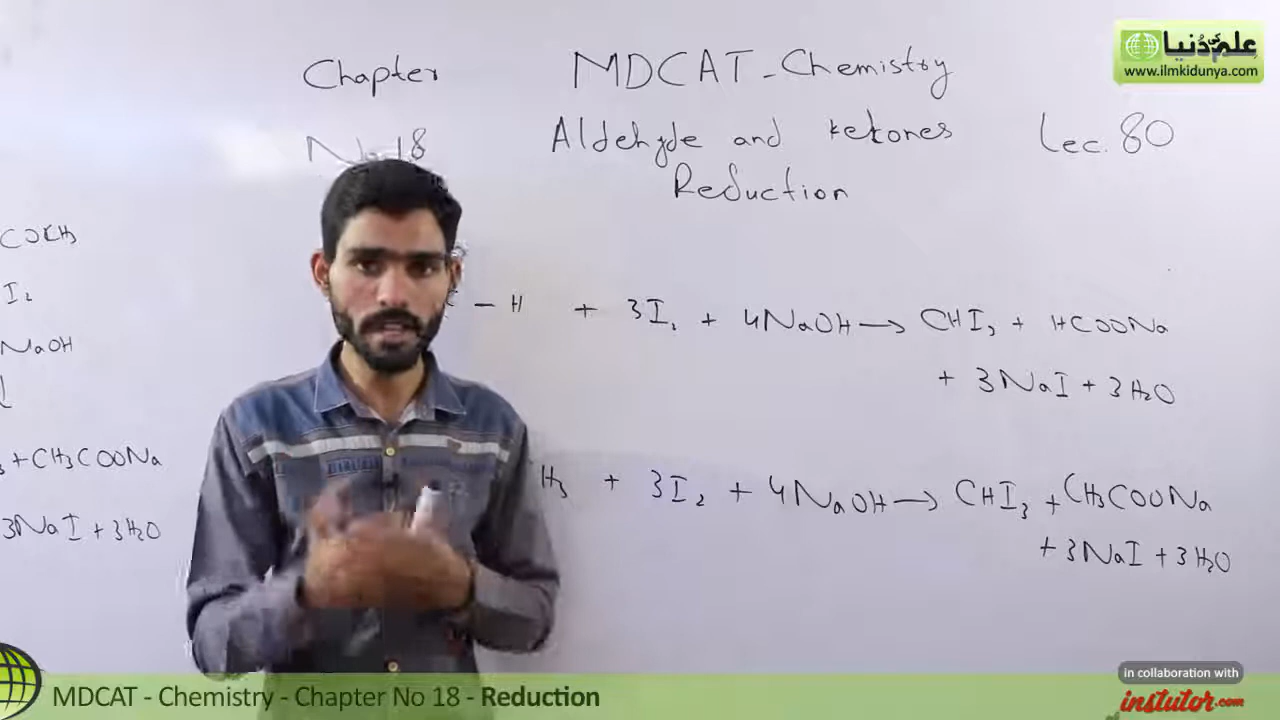 Chapter
No 18
MDCAT - Chemistry
Aldehyde and ketones
Lec. 80
Reduction
علم کی دُنیا
www.ilmkidunya.com
I2
NaOH
+ CH3COONa
3NaI + 3H2O
C - H + 3I2 + 4NaOH → CHI3 + HCOONa
+ 3NaI + 3H2O
H3 + 3I2 + 4NaOH → CHI3 + CH3COONa
+ 3NaI + 3H2O
MDCAT - Chemistry - Chapter No 18 - Reduction
in collaboration with
instutor.com